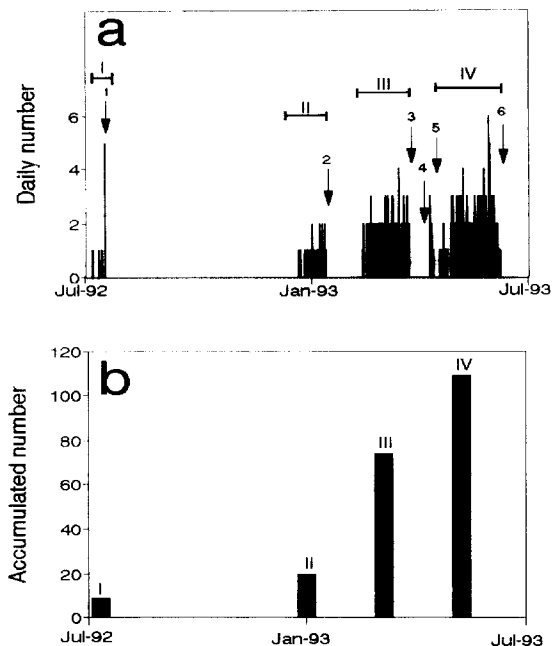 a
I
II
III
IV
1
2
3
4
5
6
Daily number
6
4
2
0
Jul-92
Jan-93
Jul-93
b
Accumulated number
120
100
80
60
40
20
0
I
II
III
IV
Jul-92
Jan-93
Jul-93